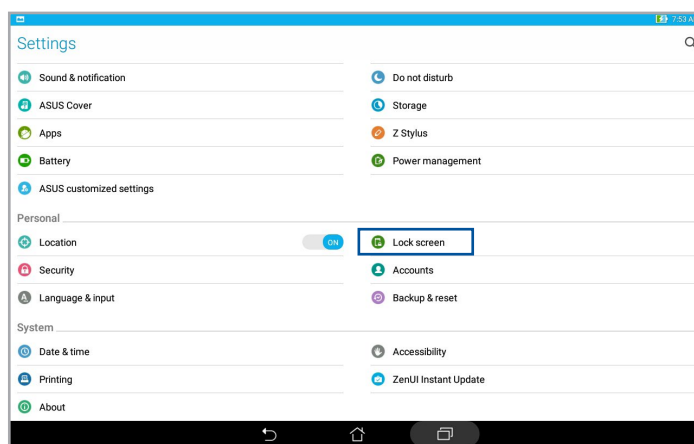 7:53 A
Settings
Sound & notification
Do not disturb
ASUS Cover
Storage
Apps
Z Stylus
Battery
Power management
ASUS customized settings
Personal
Location
ON
Lock screen
Security
Accounts
Language & input
Backup & reset
System
Date & time
Accessibility
Printing
ZenUI Instant Update
About